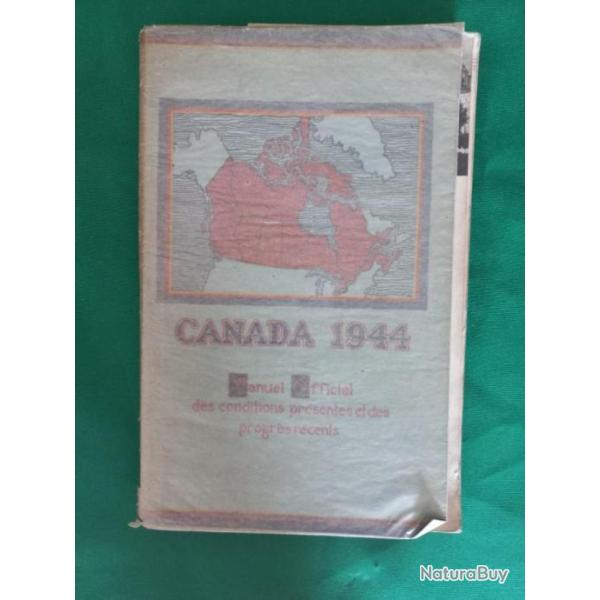 CANADA 1944
Manuel Officiel
des conditions présentes et des
progrès récents
NaturaBuy